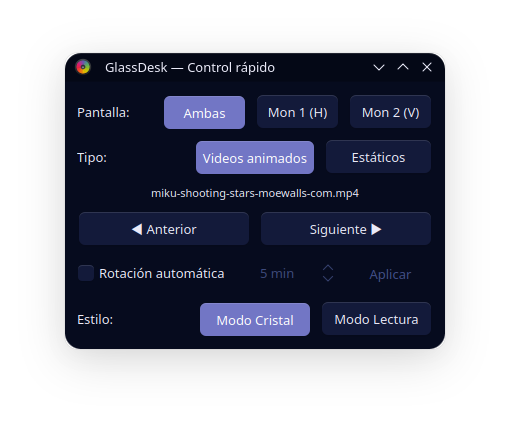 GlassDesk — Control rápido
Pantalla: Ambas Mon 1 (H) Mon 2 (V)
Tipo: Videos animados Estáticos
miku-shooting-stars-moewalls-com.mp4
◀ Anterior Siguiente ▶
Rotación automática 5 min Aplicar
Estilo: Modo Cristal Modo Lectura